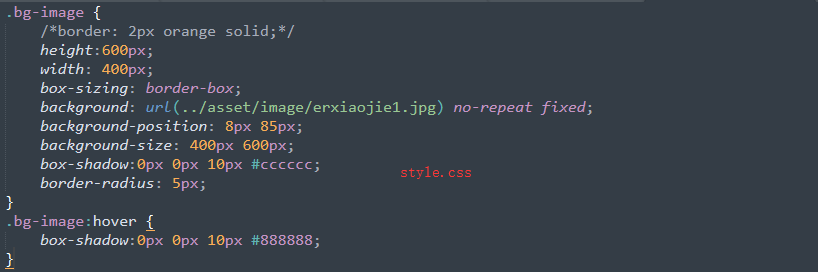 .bg-image {
/*border: 2px orange solid;*/
height:600px;
width: 400px;
box-sizing: border-box;
background: url(../asset/image/erxiaojie1.jpg) no-repeat fixed;
background-position: 8px 85px;
background-size: 400px 600px;
box-shadow:0px 0px 10px #cccccc;
style.css
border-radius: 5px;
}
.bg-image:hover {
box-shadow:0px 0px 10px #888888;
}